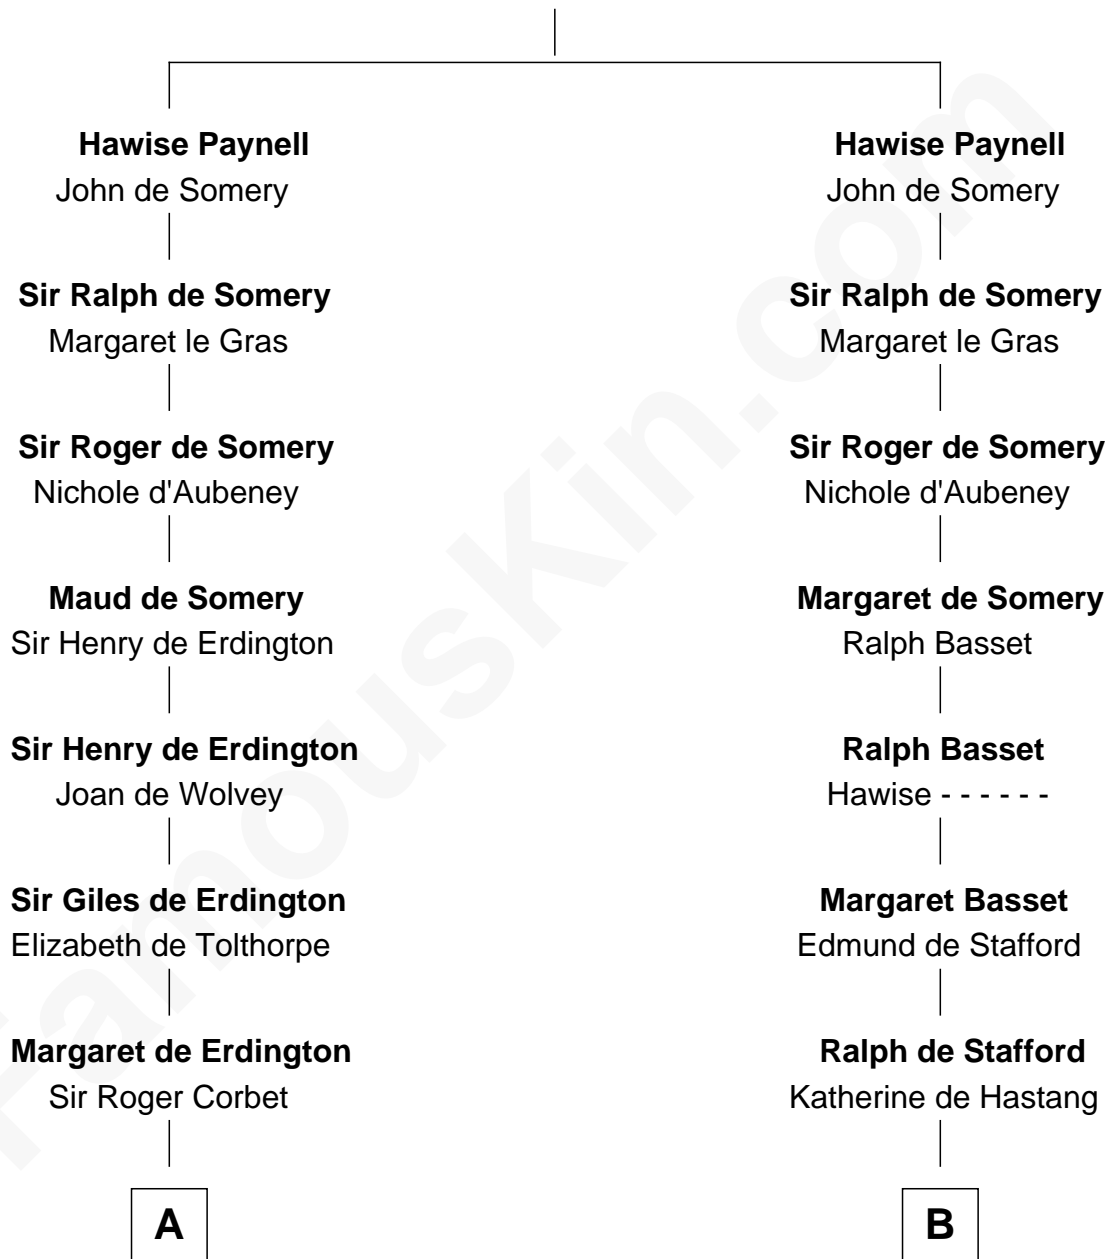 Hawise Paynell
John de Somery
Sir Ralph de Somery
Margaret le Gras
Sir Roger de Somery
Nichole d'Aubeney
Maud de Somery
Sir Henry de Erdington
Sir Henry de Erdington
Joan de Wolvey
Sir Giles de Erdington
Elizabeth de Tolthorpe
Margaret de Erdington
Sir Roger Corbet
A
Hawise Paynell
John de Somery
Sir Ralph de Somery
Margaret le Gras
Sir Roger de Somery
Nichole d'Aubeney
Margaret de Somery
Ralph Basset
Ralph Basset
Hawise - - - - - -
Margaret Basset
Edmund de Stafford
Ralph de Stafford
Katherine de Hastang
B
FamousKin.com